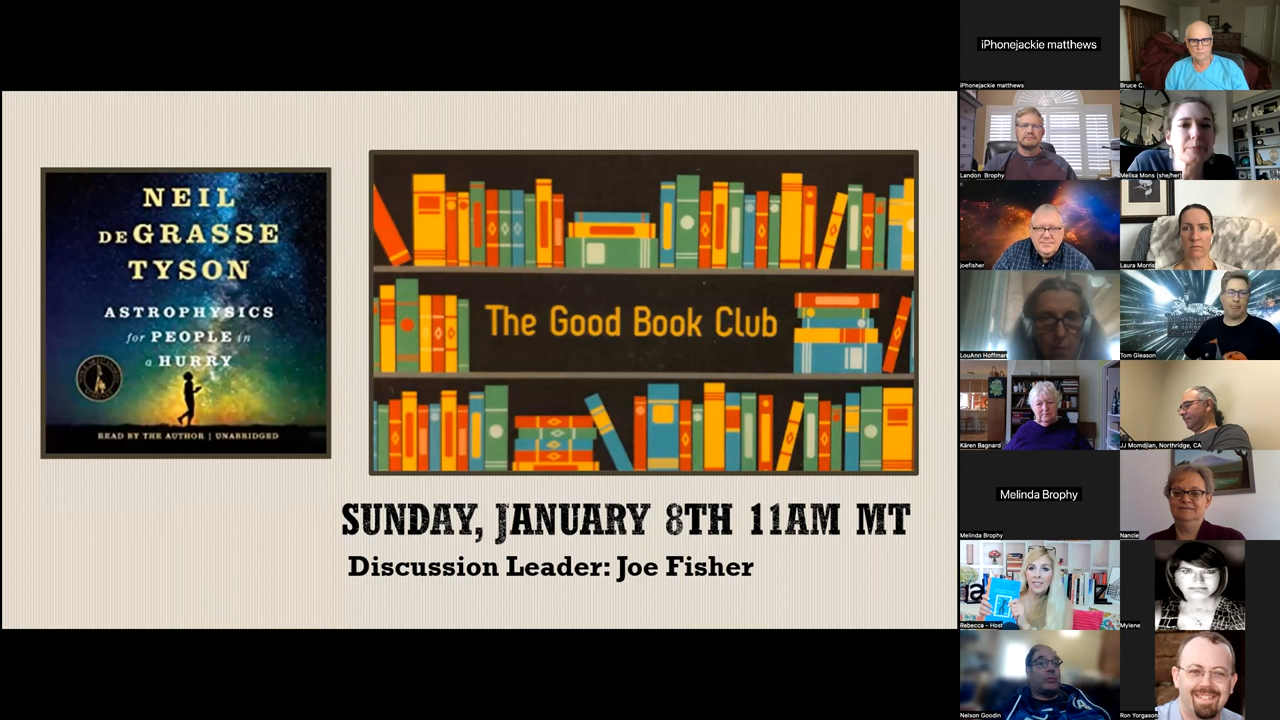 NEIL
DEGRASSE
TYSON
ASTROPHYSICS
for PEOPLE in
a HURRY
READ BY THE AUTHOR | UNABRIDGED
The Good Book Club
SUNDAY, JANUARY 8TH 11AM MT
Discussion Leader: Joe Fisher
iPhonejackie matthews
iPhonejackie matthews
Bruce C.
Landon Brophy
Melisa Mons (she/her)
joefisher
Laura Morris
LouAnn Hoffman
Tom Gleason
Karen Bagnard
JJ Momdjian, Northridge, CA
Melinda Brophy
Melinda Brophy
Nancie
Rebecca - Host
Mylene
Nelson Goodin
Ron Yorgason